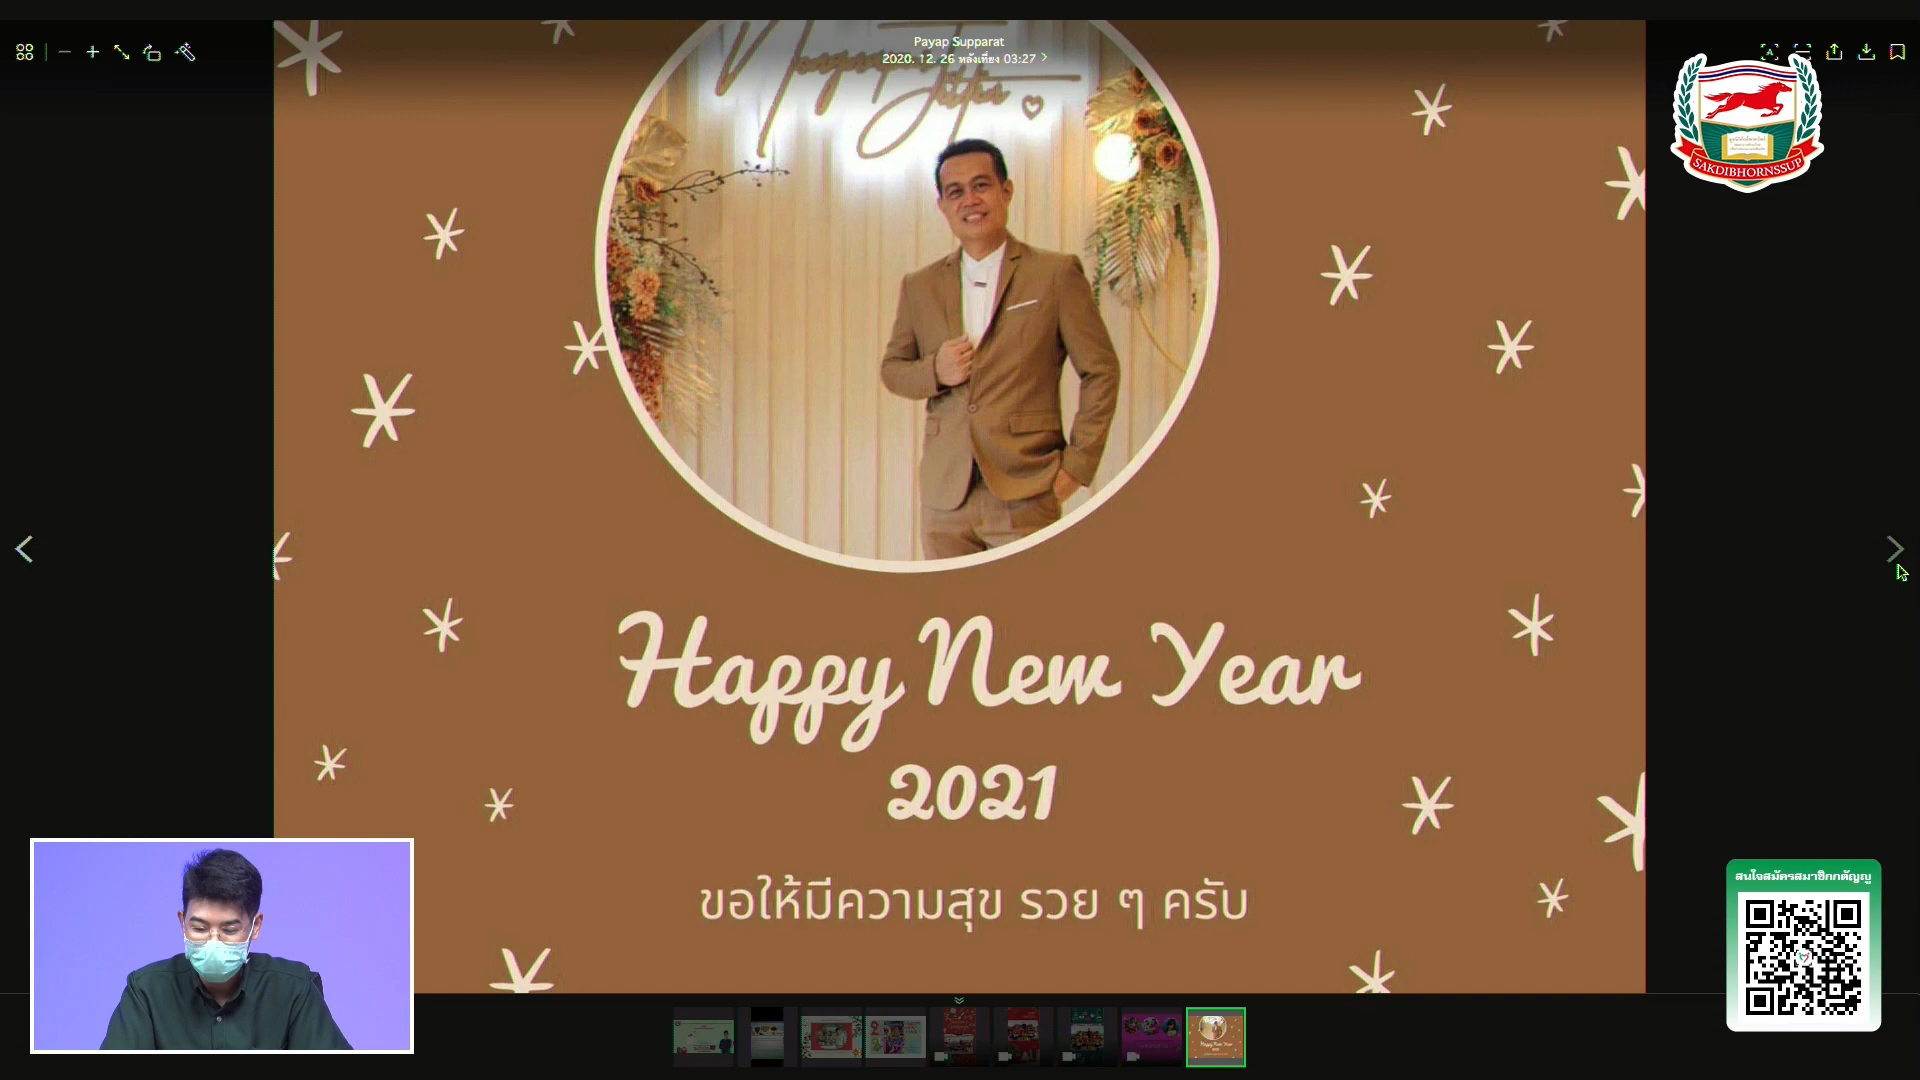 Payap Supparat
2020. 12. 26 หลังเที่ยง 03:27
SAKDIBHORNSSUP
Happy New Year
2021
ขอให้มีความสุข รวย ๆ ครับ
สนใจสมัครสมาชิกกตัญญู